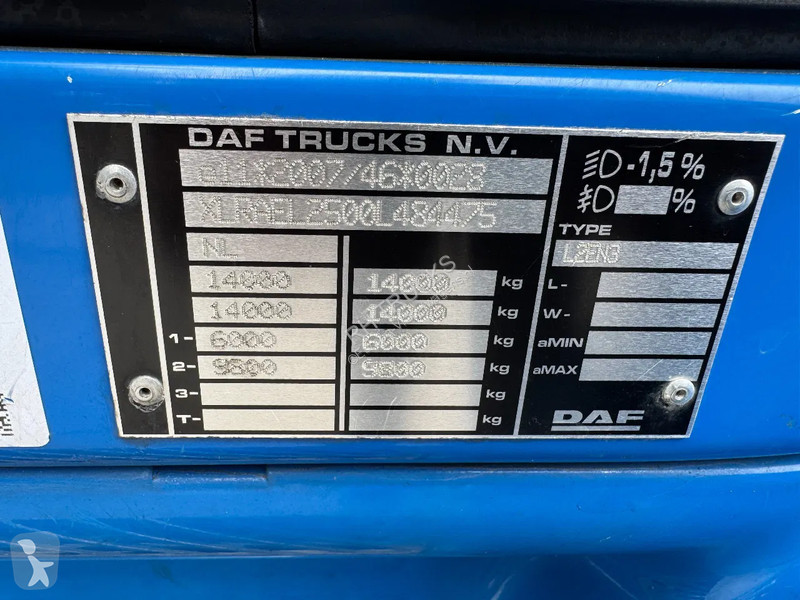 DAF TRUCKS N.V.
e11*2007/46*0028
XLRAEL2500L484475
NL
14000 14000 kg
14000 14000 kg
1- 6000 6000 kg
2- 9800 9800 kg
3- kg
T- kg
-1,5%
%
TYPE
L2EN3
L-
W-
aMIN
aMAX
DAF